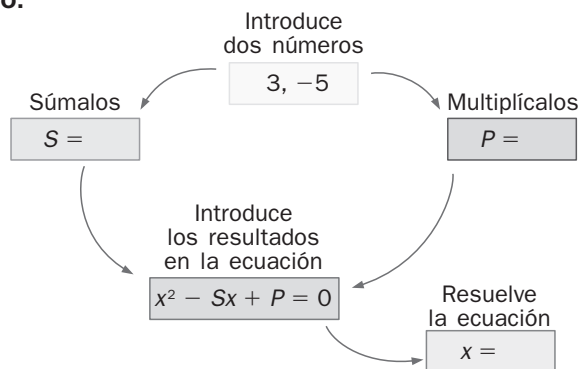 Introduce
dos números
3, −5
Súmalos
S =
Multiplícalos
P =
Introduce
los resultados
en la ecuación
x² − Sx + P = 0
Resuelve
la ecuación
x =